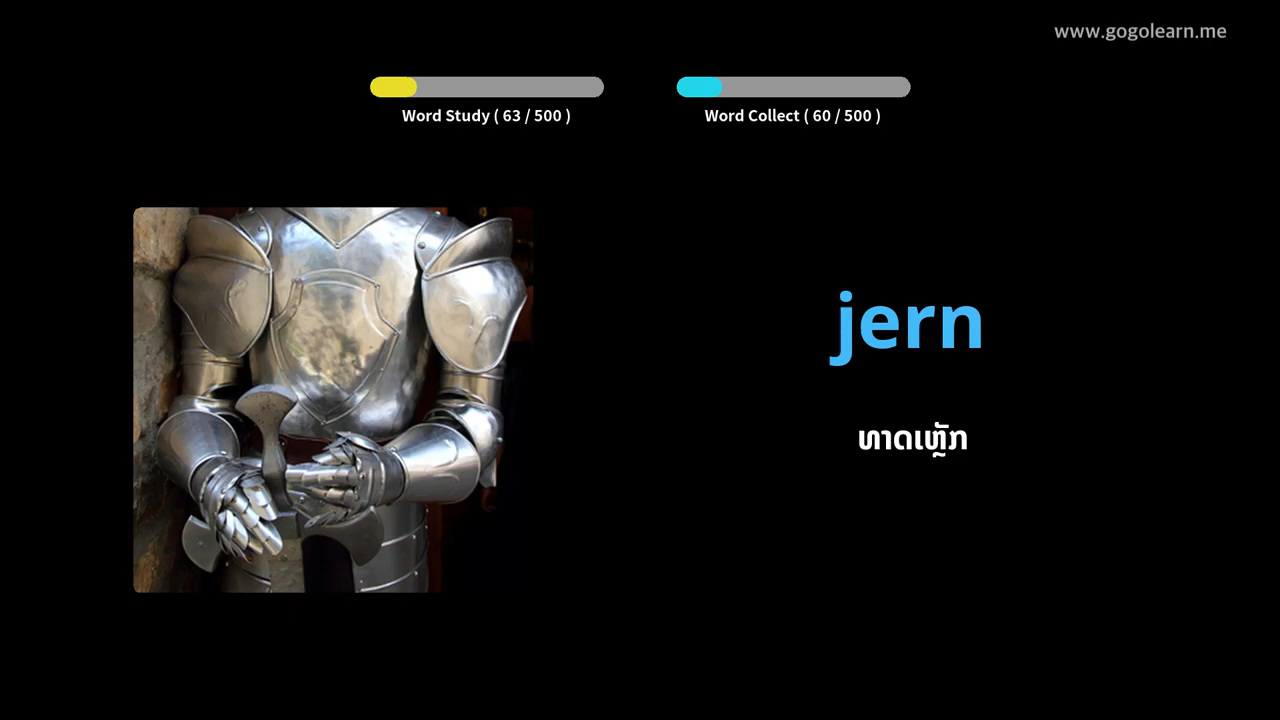 www.gogolearn.me
Word Study ( 63 / 500 )
Word Collect ( 60 / 500 )
jern
ທາດເຫຼັກ